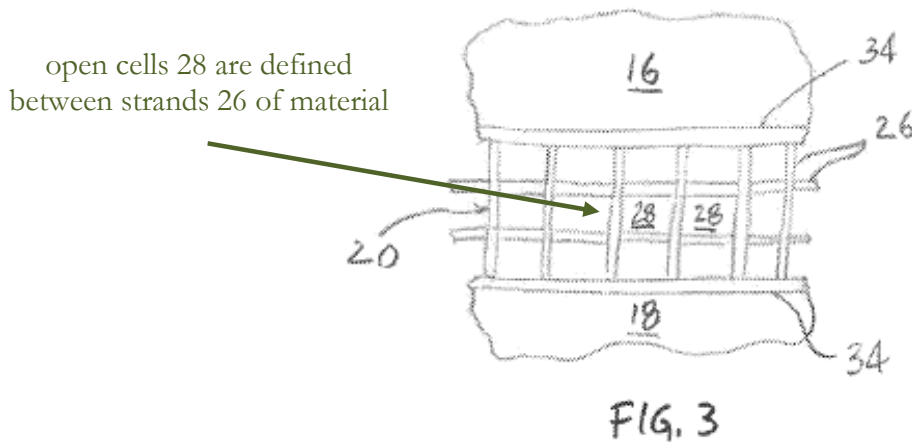 open cells 28 are defined
between strands 26 of material
16
34
26
28 28
20
18
34
FIG. 3